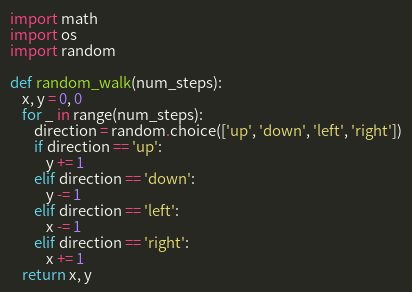 import math
import os
import random

def random_walk(num_steps):
    x, y = 0, 0
    for _ in range(num_steps):
        direction = random.choice(['up', 'down', 'left', 'right'])
        if direction == 'up':
            y += 1
        elif direction == 'down':
            y -= 1
        elif direction == 'left':
            x -= 1
        elif direction == 'right':
            x += 1
    return x, y